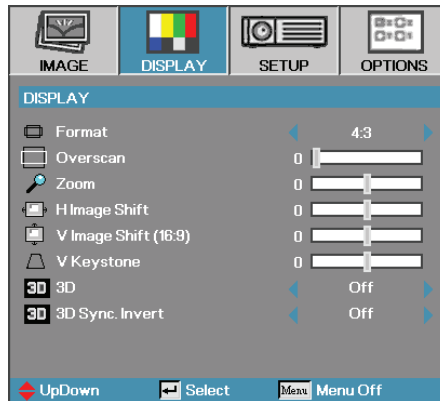 IMAGE DISPLAY SETUP OPTIONS
DISPLAY
Format 4:3
Overscan 0
Zoom 0
H Image Shift 0
V Image Shift (16:9) 0
V Keystone 0
3D 3D Off
3D 3D Sync. Invert Off
UpDown Select Menu Menu Off